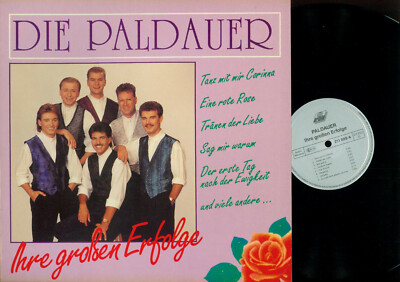 DIE PALDAUER
Tanz mit mir Corinna
Eine rote Rose
Tränen der Liebe
Sag mir warum
Der erste Tag
nach der Ewigkeit
und viele andere ...
Ihre großen Erfolge
PALDAUER
Ihre großen Erfolge